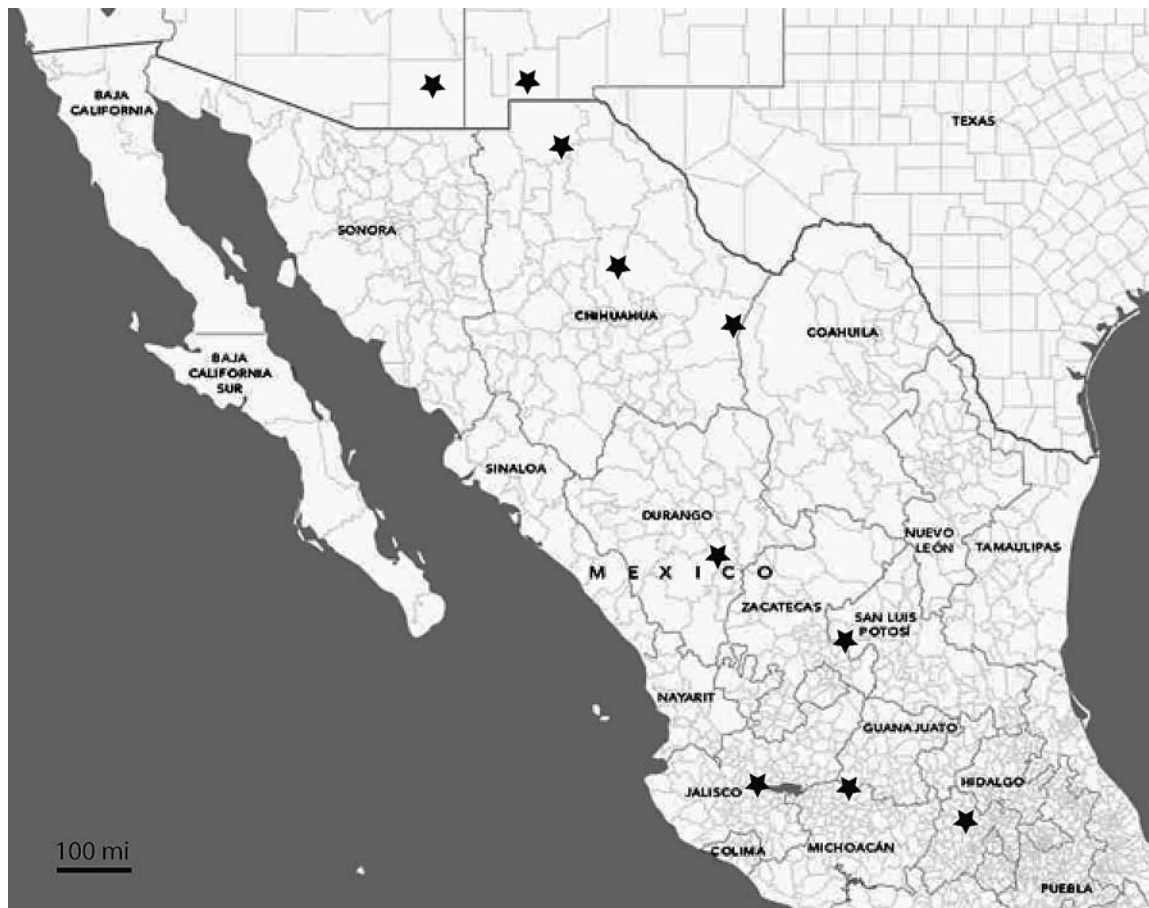 BAJA
CALIFORNIA
TEXAS
SONORA
CHIHUAHUA
COAHUILA
BAJA
CALIFORNIA
SUR
SINALOA
DURANGO
NUEVO
LEÓN
TAMAULIPAS
MEXICO
ZACATECAS
SAN LUIS
POTOSÍ
NAYARIT
GUANAJUATO
JALISCO
HIDALGO
COLIMA
MICHOACÁN
100 mi
PUEBLA